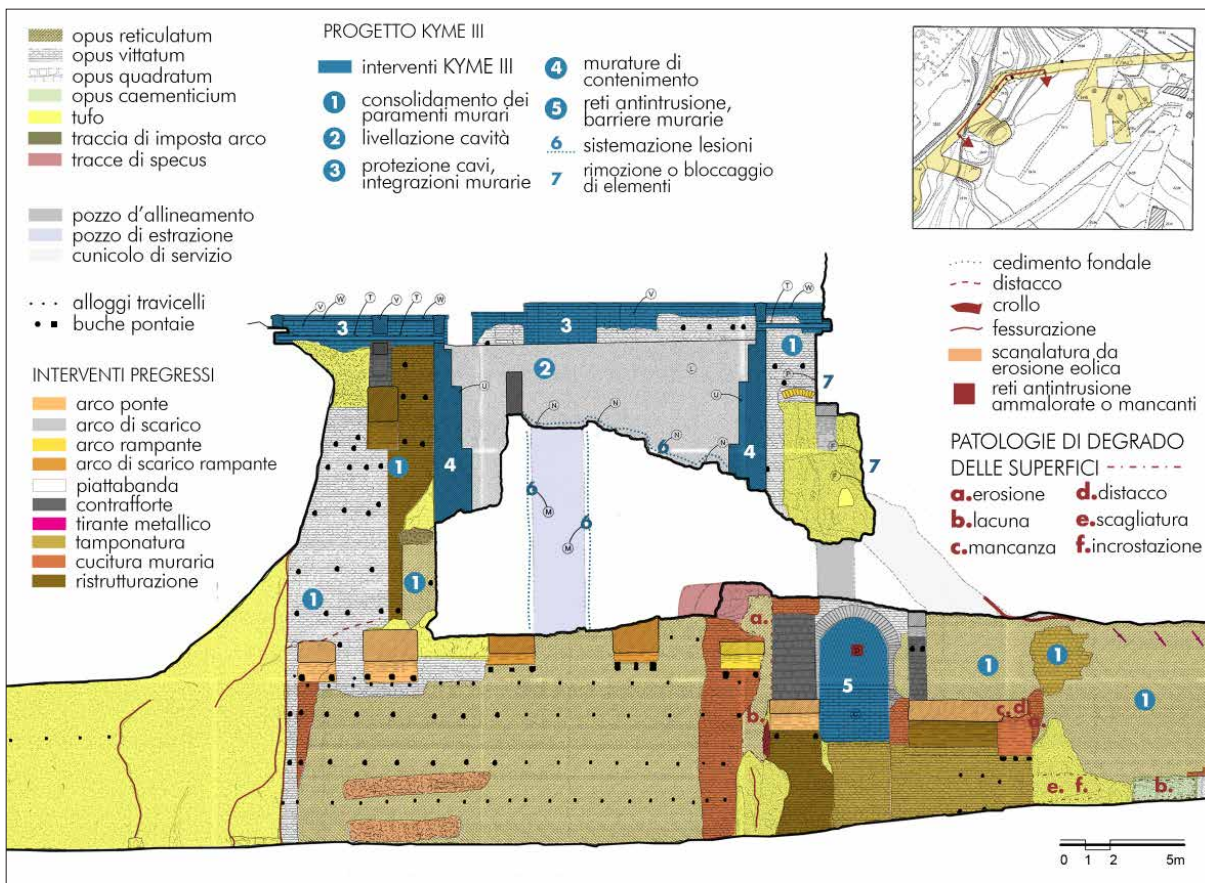 opus reticulatum
opus vittatum
opus quadratum
opus caementicium
tufo
traccia di imposta arco
tracce di specus
pozzo d'allineamento
pozzo di estrazione
cunicolo di servizio
alloggi travicelli
buche pontaie
INTERVENTI PREGRESSI
arco ponte
arco di scarico
arco rampante
arco di scarico rampante
piattabanda
contrafforte
tirante metallico
tamponatura
cucitura muraria
ristrutturazione
PROGETTO KYME III
interventi KYME III
1 consolidamento dei
paramenti murari
2 livellazione cavità
3 protezione cavi,
integrazioni murarie
4 murature di
contenimento
5 reti antintrusione,
barriere murarie
6 sistemazione lesioni
7 rimozione o bloccaggio
di elementi
cedimento fondale
distacco
crollo
fessurazione
scanalatura da
erosione eolica
reti antintrusione
ammalorate o mancanti
PATOLOGIE DI DEGRADO
DELLE SUPERFICI
a.erosione
b.lacuna
c.mancanza
d.distacco
e.scagliatura
f.incrostazione
V W T V T W
V
T W
3
3
1
2
L
F
7
U
U
N
N
N
N
6
1
4
4
7
F
6
M
M
6
1
1
a.
5
1
1
b.
c. d.
1
e. f.
b.
0 1 2 5m